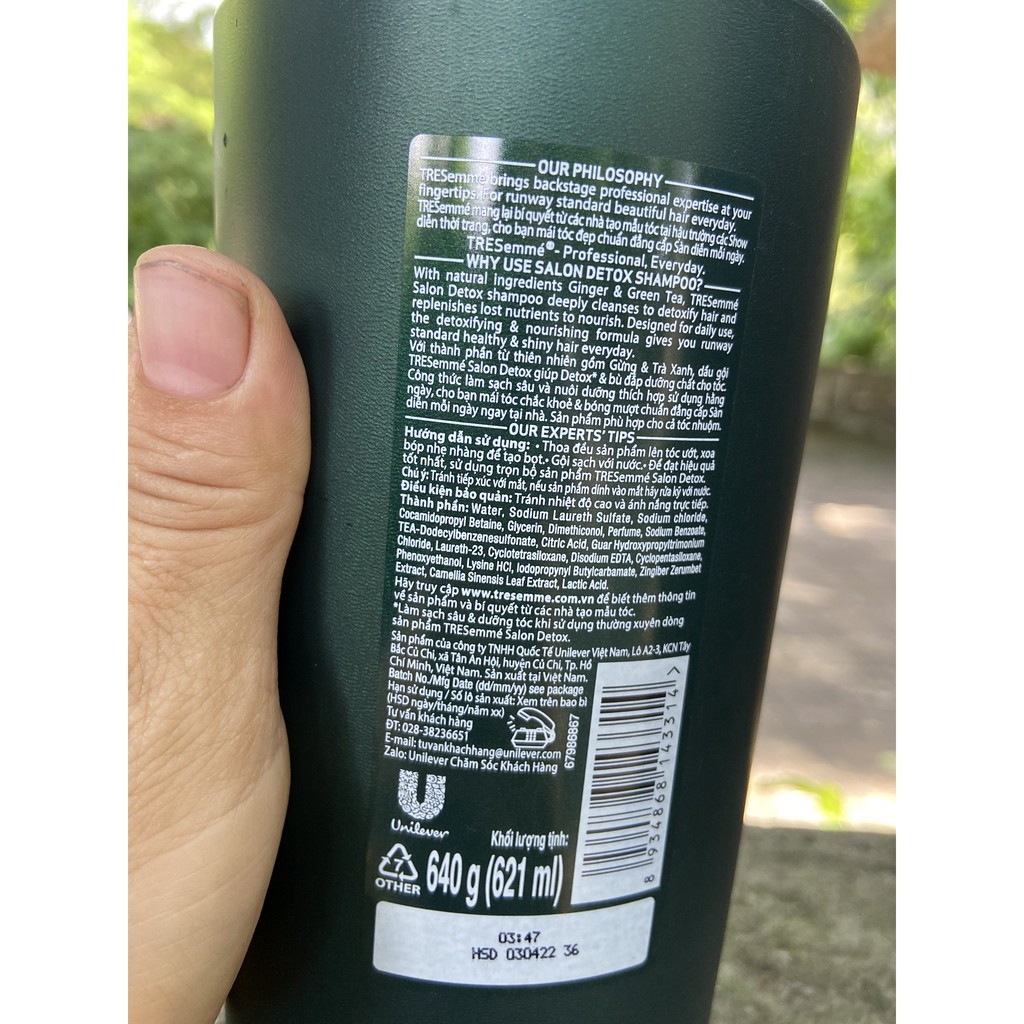 OUR PHILOSOPHY
TRESemmé brings backstage professional expertise at your
fingertips. For runway standard beautiful hair everyday.
TRESemmé mang lại bí quyết từ các nhà tạo mẫu tóc tại hậu trường các Show
diễn thời trang, cho bạn mái tóc đẹp chuẩn đẳng cấp Sàn diễn mỗi ngày.
TRESemmé® - Professional, Everyday.
WHY USE SALON DETOX SHAMPOO?
With natural ingredients Ginger & Green Tea, TRESemmé
Salon Detox shampoo deeply cleanses to detoxify hair and
replenishes lost nutrients to nourish. Designed for daily use,
the detoxifying & nourishing formula gives you runway
standard healthy & shiny hair everyday.
Với thành phần từ thiên nhiên gồm Gừng & Trà Xanh, dầu gội
TRESemmé Salon Detox giúp Detox* & bù đắp dưỡng chất cho tóc.
Công thức làm sạch sâu và nuôi dưỡng thích hợp sử dụng hằng
ngày, cho bạn mái tóc chắc khoẻ & bóng mượt chuẩn đẳng cấp Sàn
diễn mỗi ngày ngay tại nhà. Sản phẩm phù hợp cho cả tóc nhuộm.
OUR EXPERTS' TIPS
Hướng dẫn sử dụng: • Thoa đều sản phẩm lên tóc ướt, xoa
bóp nhẹ nhàng để tạo bọt.• Gội sạch với nước.• Để đạt hiệu quả
tốt nhất, sử dụng trọn bộ sản phẩm TRESemmé Salon Detox.
Chú ý: Tránh tiếp xúc với mắt, nếu sản phẩm dính vào mắt hãy rửa kỹ với nước.
Điều kiện bảo quản: Tránh nhiệt độ cao và ánh nắng trực tiếp.
Thành phần: Water, Sodium Laureth Sulfate, Sodium chloride,
Cocamidopropyl Betaine, Glycerin, Dimethiconol, Perfume, Sodium Benzoate,
TEA-Dodecylbenzenesulfonate, Citric Acid, Guar Hydroxypropyltrimonium
Chloride, Laureth-23, Cyclotetrasiloxane, Disodium EDTA, Cyclopentasiloxane,
Phenoxyethanol, Lysine HCl, Iodopropynyl Butylcarbamate, Zingiber Zerumbet
Extract, Camellia Sinensis Leaf Extract, Lactic Acid.
Hãy truy cập www.tresemme.com.vn để biết thêm thông tin
về sản phẩm và bí quyết từ các nhà tạo mẫu tóc.
*Làm sạch sâu & dưỡng tóc khi sử dụng thường xuyên dòng
sản phẩm TRESemmé Salon Detox.
Sản phẩm của công ty TNHH Quốc Tế Unilever Việt Nam, Lô A2-3, KCN Tây
Bắc Củ Chi, xã Tân An Hội, huyện Củ Chi, Tp. Hồ
Chí Minh, Việt Nam. Sản xuất tại Việt Nam.
Batch No./Mfg Date (dd/mm/yy) see package
Hạn sử dụng / Số lô sản xuất: Xem trên bao bì
(HSD ngày/tháng/năm xx)
Tư vấn khách hàng
ĐT: 028-38236651
E-mail: tuvankhachhang@unilever.com
Zalo: Unilever Chăm Sóc Khách Hàng
67986867
8 934868 143314 >
Unilever
Khối lượng tịnh:
7
OTHER
640 g (621 ml)
03:47
HSD 030422 36